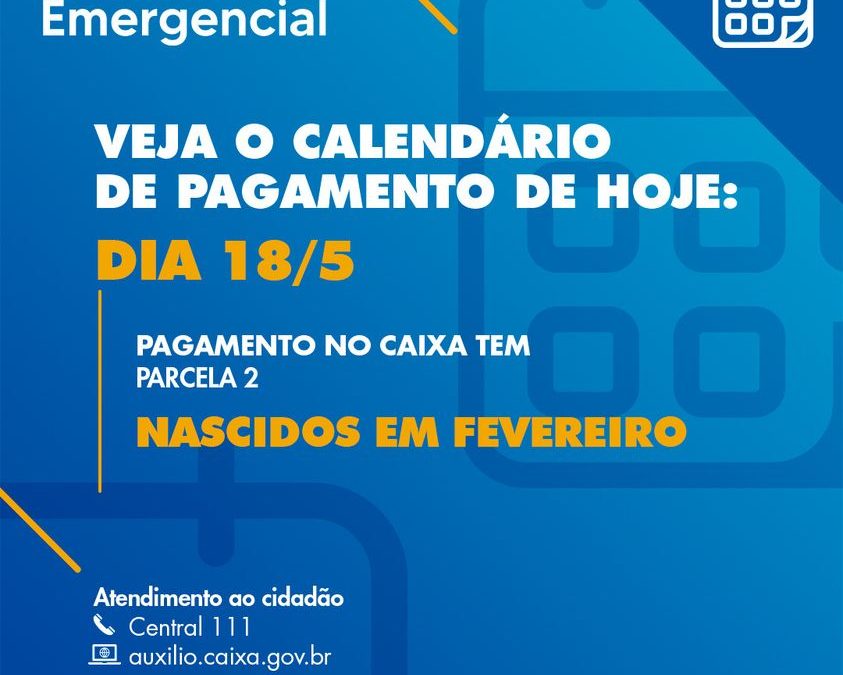 Emergencial
VEJA O CALENDÁRIO
DE PAGAMENTO DE HOJE:
DIA 18/5
PAGAMENTO NO CAIXA TEM
PARCELA 2
NASCIDOS EM FEVEREIRO
Atendimento ao cidadão
Central 111
auxilio.caixa.gov.br